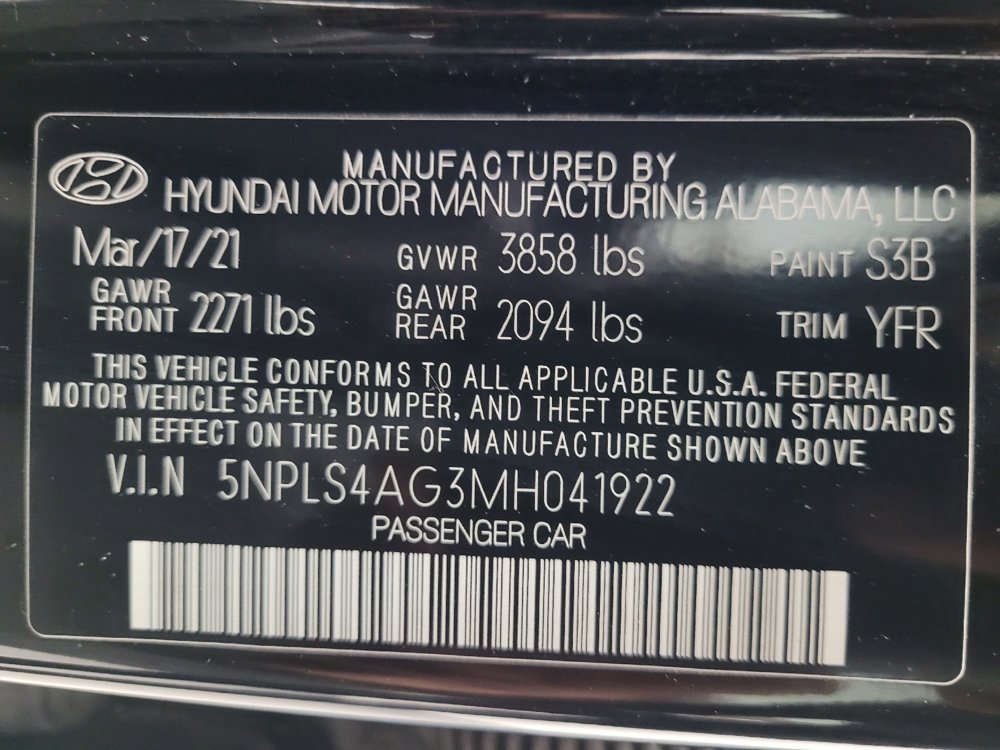 MANUFACTURED BY
HYUNDAI MOTOR MANUFACTURING ALABAMA, LLC
Mar/17/21 GVWR 3858 lbs PAINT S3B
GAWR FRONT 2271 lbs GAWR REAR 2094 lbs TRIM YFR
THIS VEHICLE CONFORMS TO ALL APPLICABLE U.S.A. FEDERAL
MOTOR VEHICLE SAFETY, BUMPER, AND THEFT PREVENTION STANDARDS
IN EFFECT ON THE DATE OF MANUFACTURE SHOWN ABOVE
V.I.N 5NPLS4AG3MH041922
PASSENGER CAR